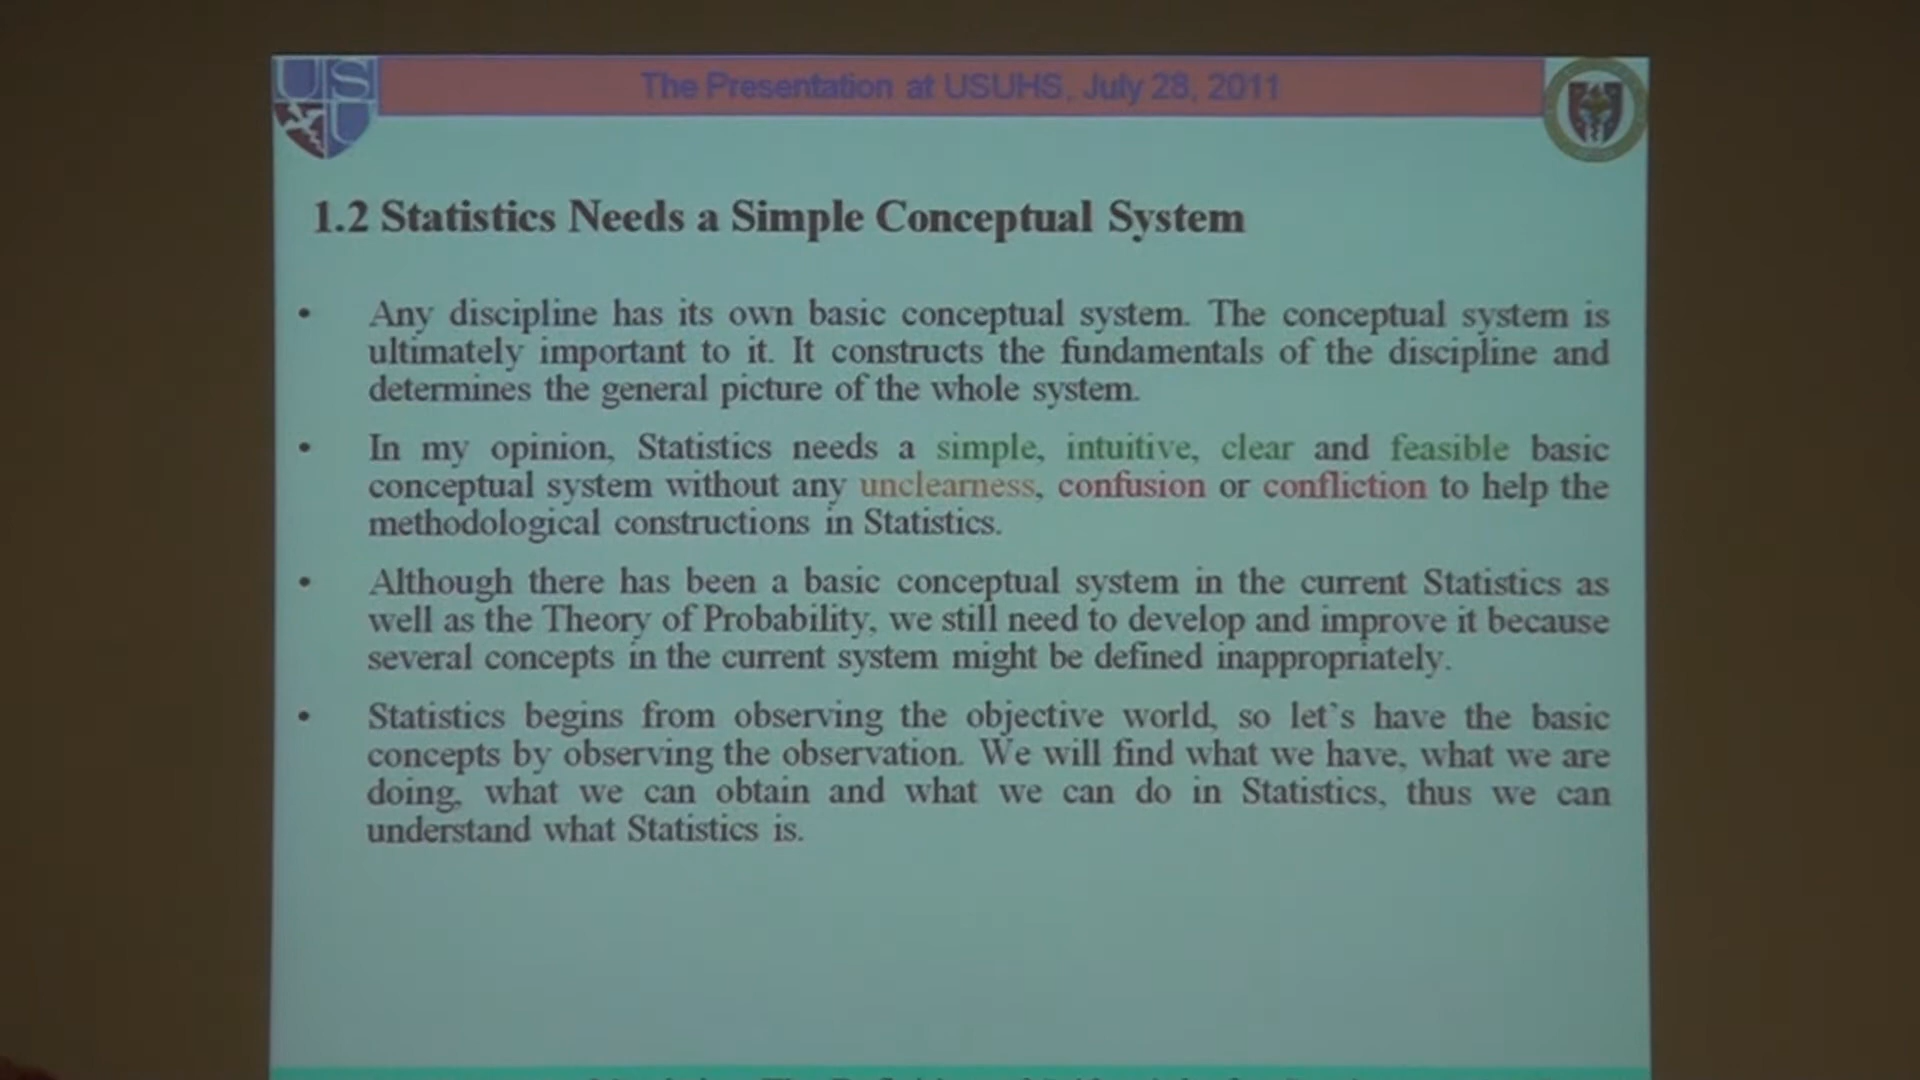 The Presentation at USUHS, July 28, 2011
US
U
1.2 Statistics Needs a Simple Conceptual System
• Any discipline has its own basic conceptual system. The conceptual system is
ultimately important to it. It constructs the fundamentals of the discipline and
determines the general picture of the whole system.
• In my opinion, Statistics needs a simple, intuitive, clear and feasible basic
conceptual system without any unclearness, confusion or confliction to help the
methodological constructions in Statistics.
• Although there has been a basic conceptual system in the current Statistics as
well as the Theory of Probability, we still need to develop and improve it because
several concepts in the current system might be defined inappropriately.
• Statistics begins from observing the objective world, so let's have the basic
concepts by observing the observation. We will find what we have, what we are
doing, what we can obtain and what we can do in Statistics, thus we can
understand what Statistics is.